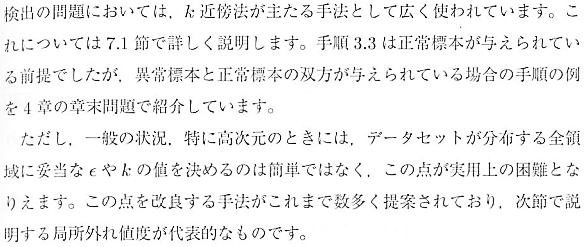 検出の問題においては，k 近傍法が主たる手法として広く使われています。こ
れについては 7.1 節で詳しく説明します。手順 3.3 は正常標本が与えられてい
る前提でしたが，異常標本と正常標本の双方が与えられている場合の手順の例
を 4 章の章末問題で紹介しています。
ただし，一般の状況，特に高次元のときには，データセットが分布する全領
域に妥当な ϵ や k の値を決めるのは簡単ではなく，この点が実用上の困難とな
りえます。この点を改良する手法がこれまで数多く提案されており，次節で説
明する局所外れ値度が代表的なものです。